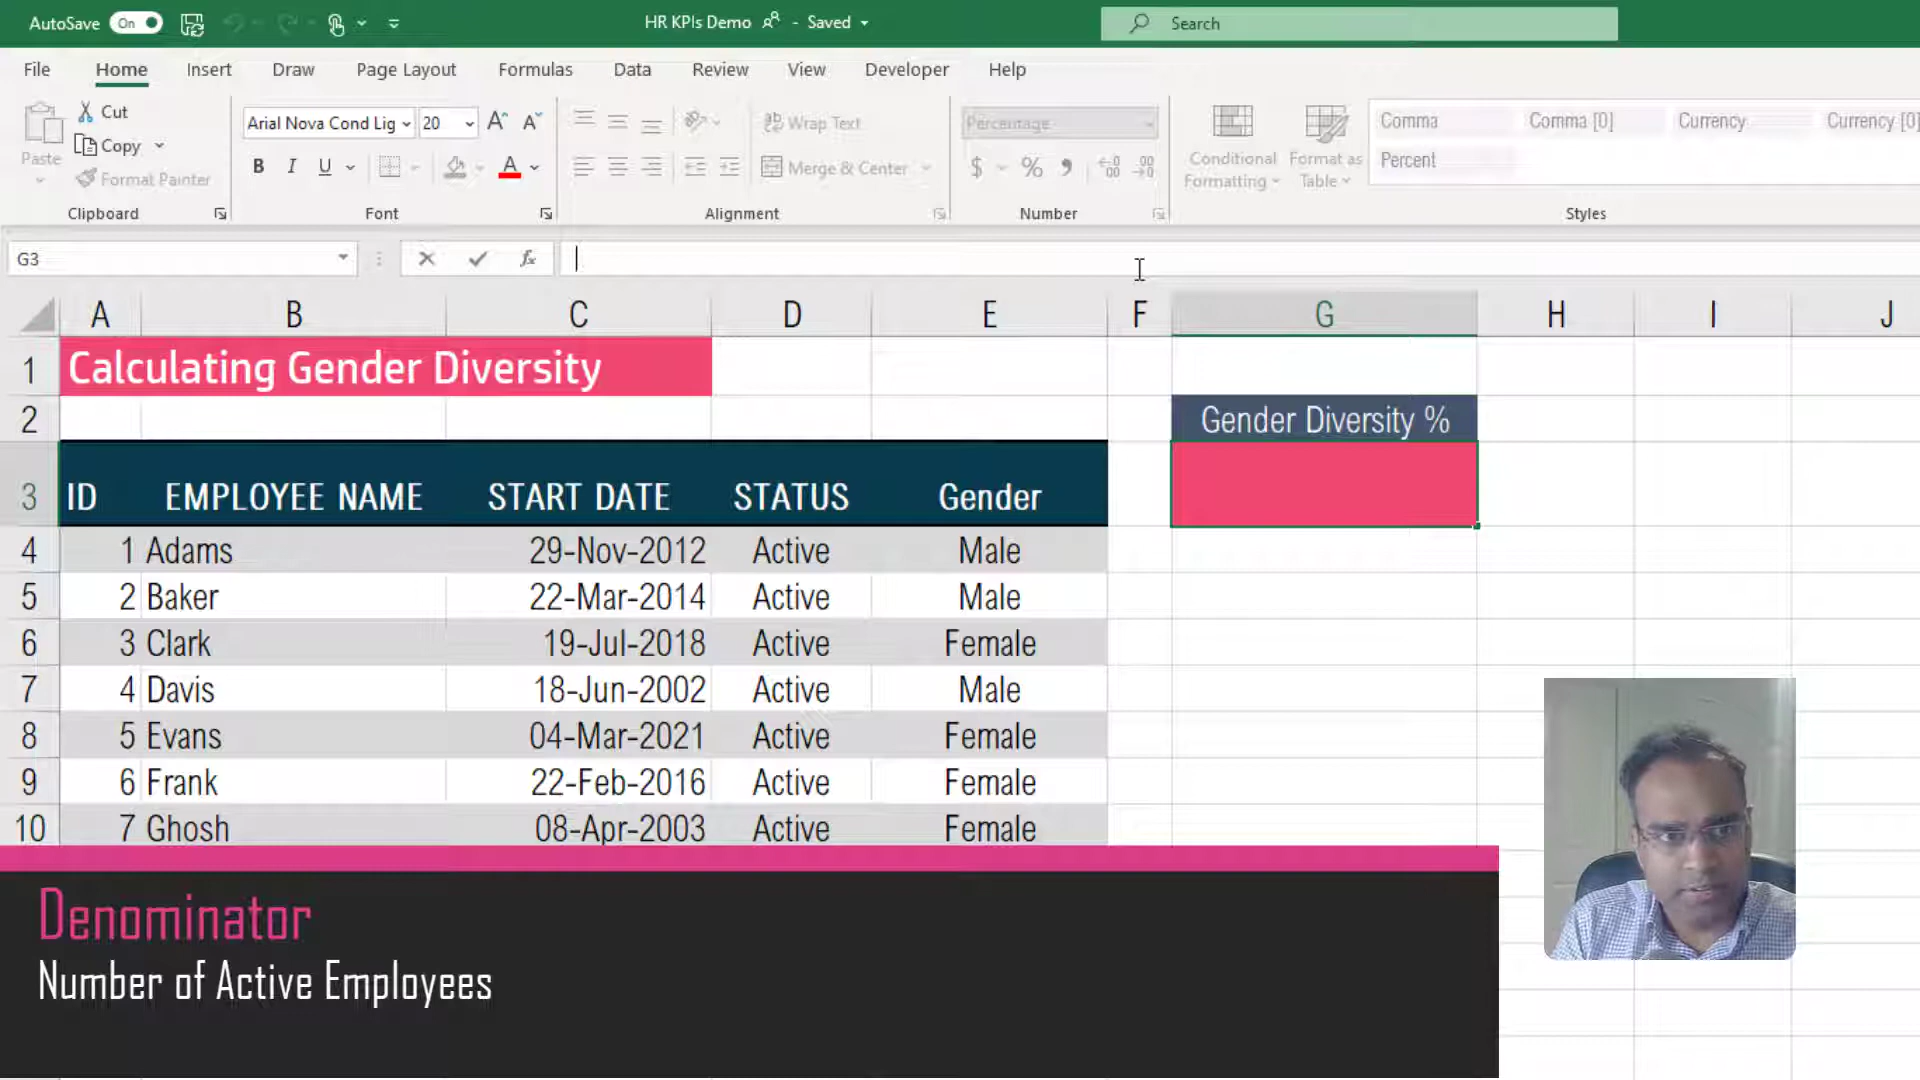 AutoSave On HR KPIs Demo - Saved Search
File Home Insert Draw Page Layout Formulas Data Review View Developer Help
Paste
Cut
Copy
Format Painter
Clipboard
Arial Nova Cond Lig 20
B I U A
Font
Wrap Text
Merge & Center
Alignment
Percentage
$ % 9
Number
Conditional
Formatting
Format as
Table
Comma Comma [0] Currency Currency [0]
Percent
Styles
G3 fx
A B C D E F G H I J
1 Calculating Gender Diversity
2 Gender Diversity %
3 ID EMPLOYEE NAME START DATE STATUS Gender
4 1 Adams 29-Nov-2012 Active Male
5 2 Baker 22-Mar-2014 Active Male
6 3 Clark 19-Jul-2018 Active Female
7 4 Davis 18-Jun-2002 Active Male
8 5 Evans 04-Mar-2021 Active Female
9 6 Frank 22-Feb-2016 Active Female
10 7 Ghosh 08-Apr-2003 Active Female
Denominator
Number of Active Employees